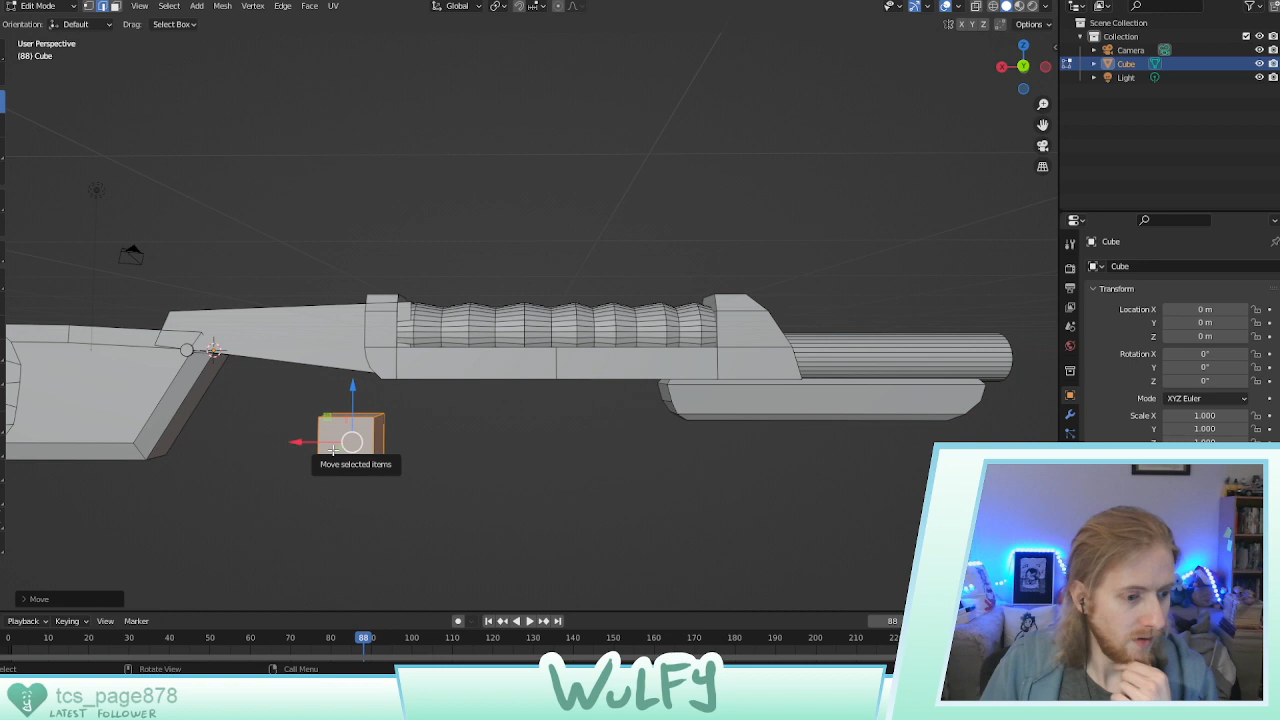 Edit Mode View Select Add Mesh Vertex Edge Face UV Global
Orientation: Default Drag: Select Box X Y Z Options
User Perspective
(88) Cube
Z
X Y
Move selected items
Move
Scene Collection
Collection
Camera
Cube
Light
Cube
Cube
Transform
Location X 0 m
Y 0 m
Z 0 m
Rotation X 0°
Y 0°
Z 0°
Mode XYZ Euler
Scale X 1.000
Y 1.000
Playback Keying View Marker 88
0 10 20 30 40 50 60 70 80 88 100 110 120 130 140 150 160 170 180 190 200 210
Rotate View Call Menu
tcs_page878
LATEST FOLLOWER
WULFY